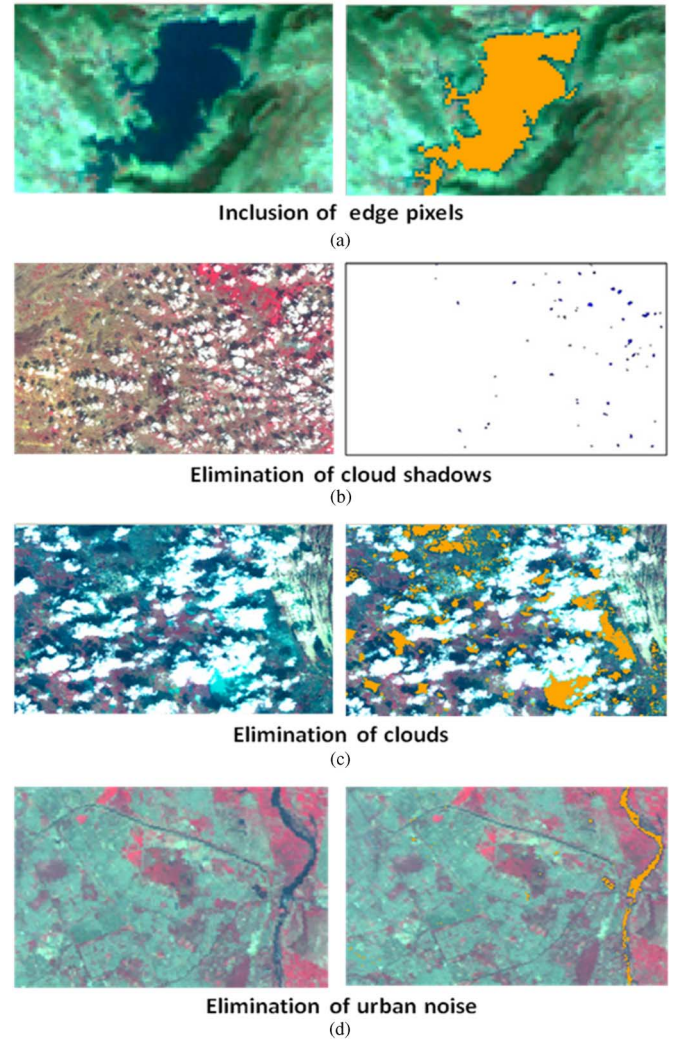 Inclusion of edge pixels
(a)
Elimination of cloud shadows
(b)
Elimination of clouds
(c)
Elimination of urban noise
(d)